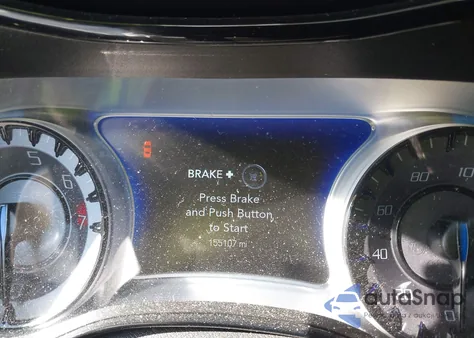 BRAKE +
Press Brake
and Push Button
to Start
155107 mi
5
6
7
80
60
40
autoSnap